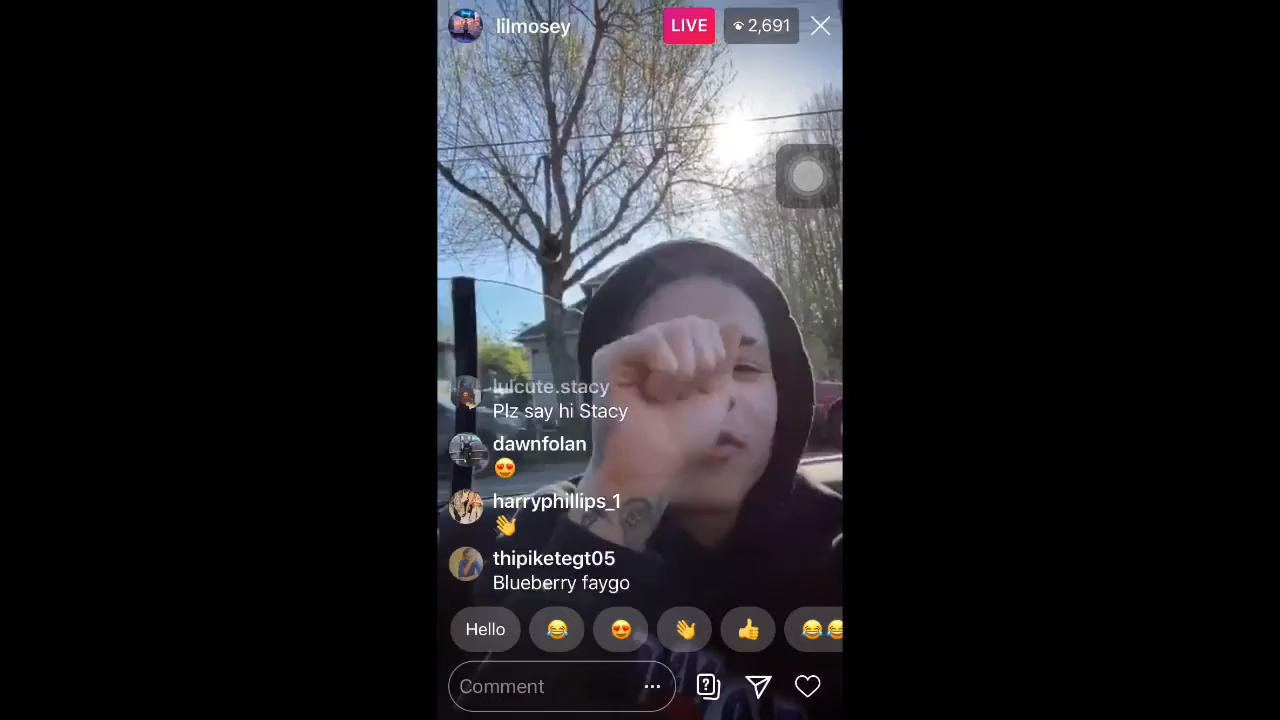 lilmosey
LIVE
2,691
lulcute.stacy
Plz say hi Stacy
dawnfolan
😍
harryphillips_1
👋
thipiketegt05
Blueberry faygo
Hello 😂 😍 👋 👍 😂😂
Comment